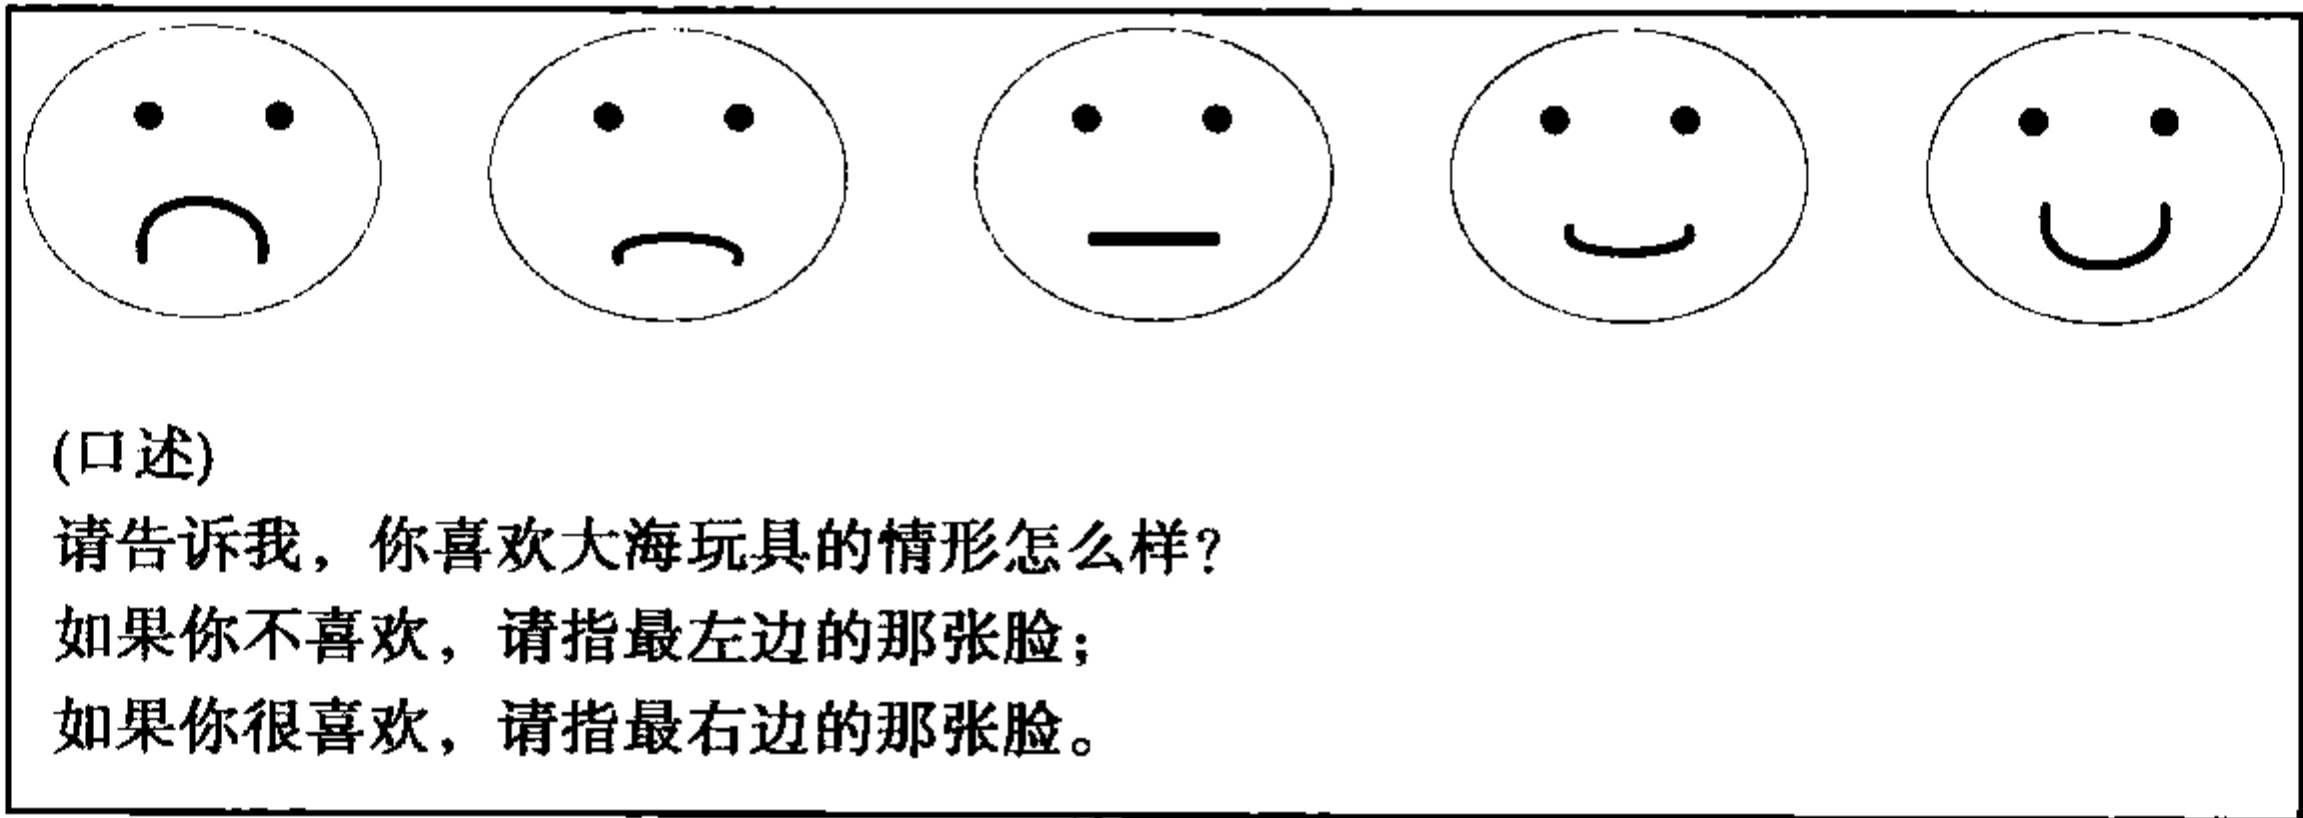 (口述)
请告诉我，你喜欢大海玩具的情形怎么样?
如果你不喜欢，请指最左边的那张脸；
如果你很喜欢，请指最右边的那张脸。